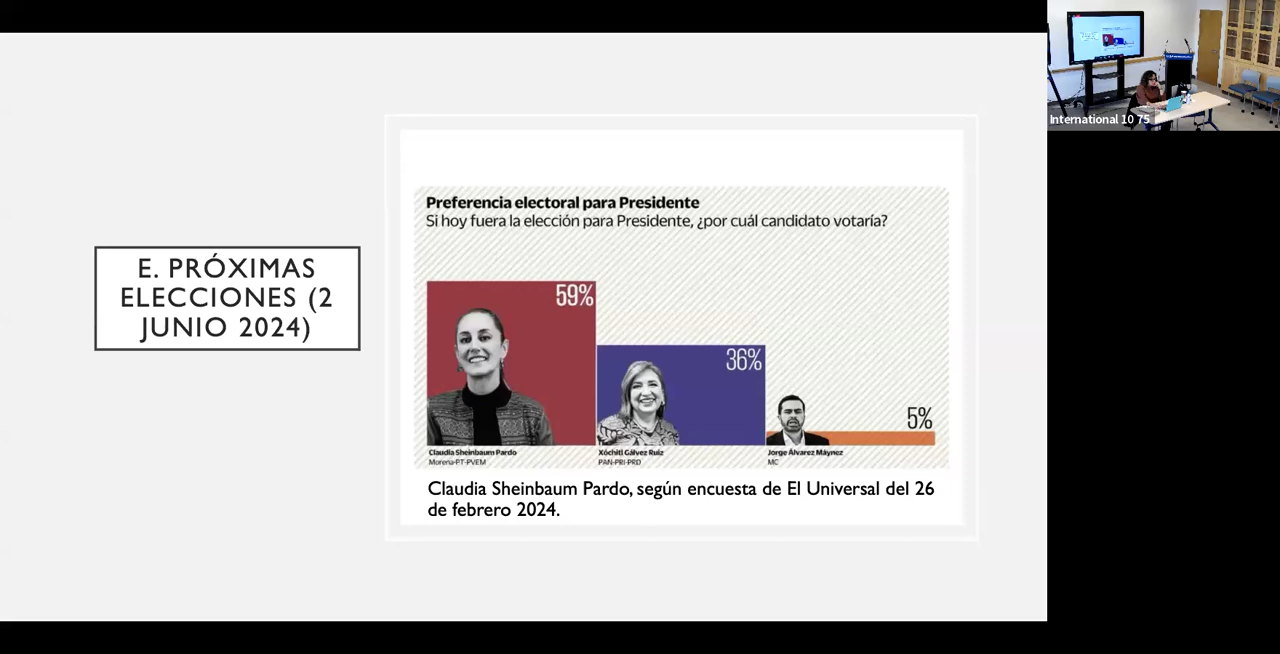 E. PRÓXIMAS
ELECCIONES (2
JUNIO 2024)
Preferencia electoral para Presidente
Si hoy fuera la elección para Presidente, ¿por cuál candidato votaría?
59%
36%
5%
Claudia Sheinbaum Pardo
Morena-PT-PVEM
Xóchitl Gálvez Ruiz
PAN-PRI-PRD
Jorge Álvarez Máynez
MC
Claudia Sheinbaum Pardo, según encuesta de El Universal del 26
de febrero 2024.
International 10 75